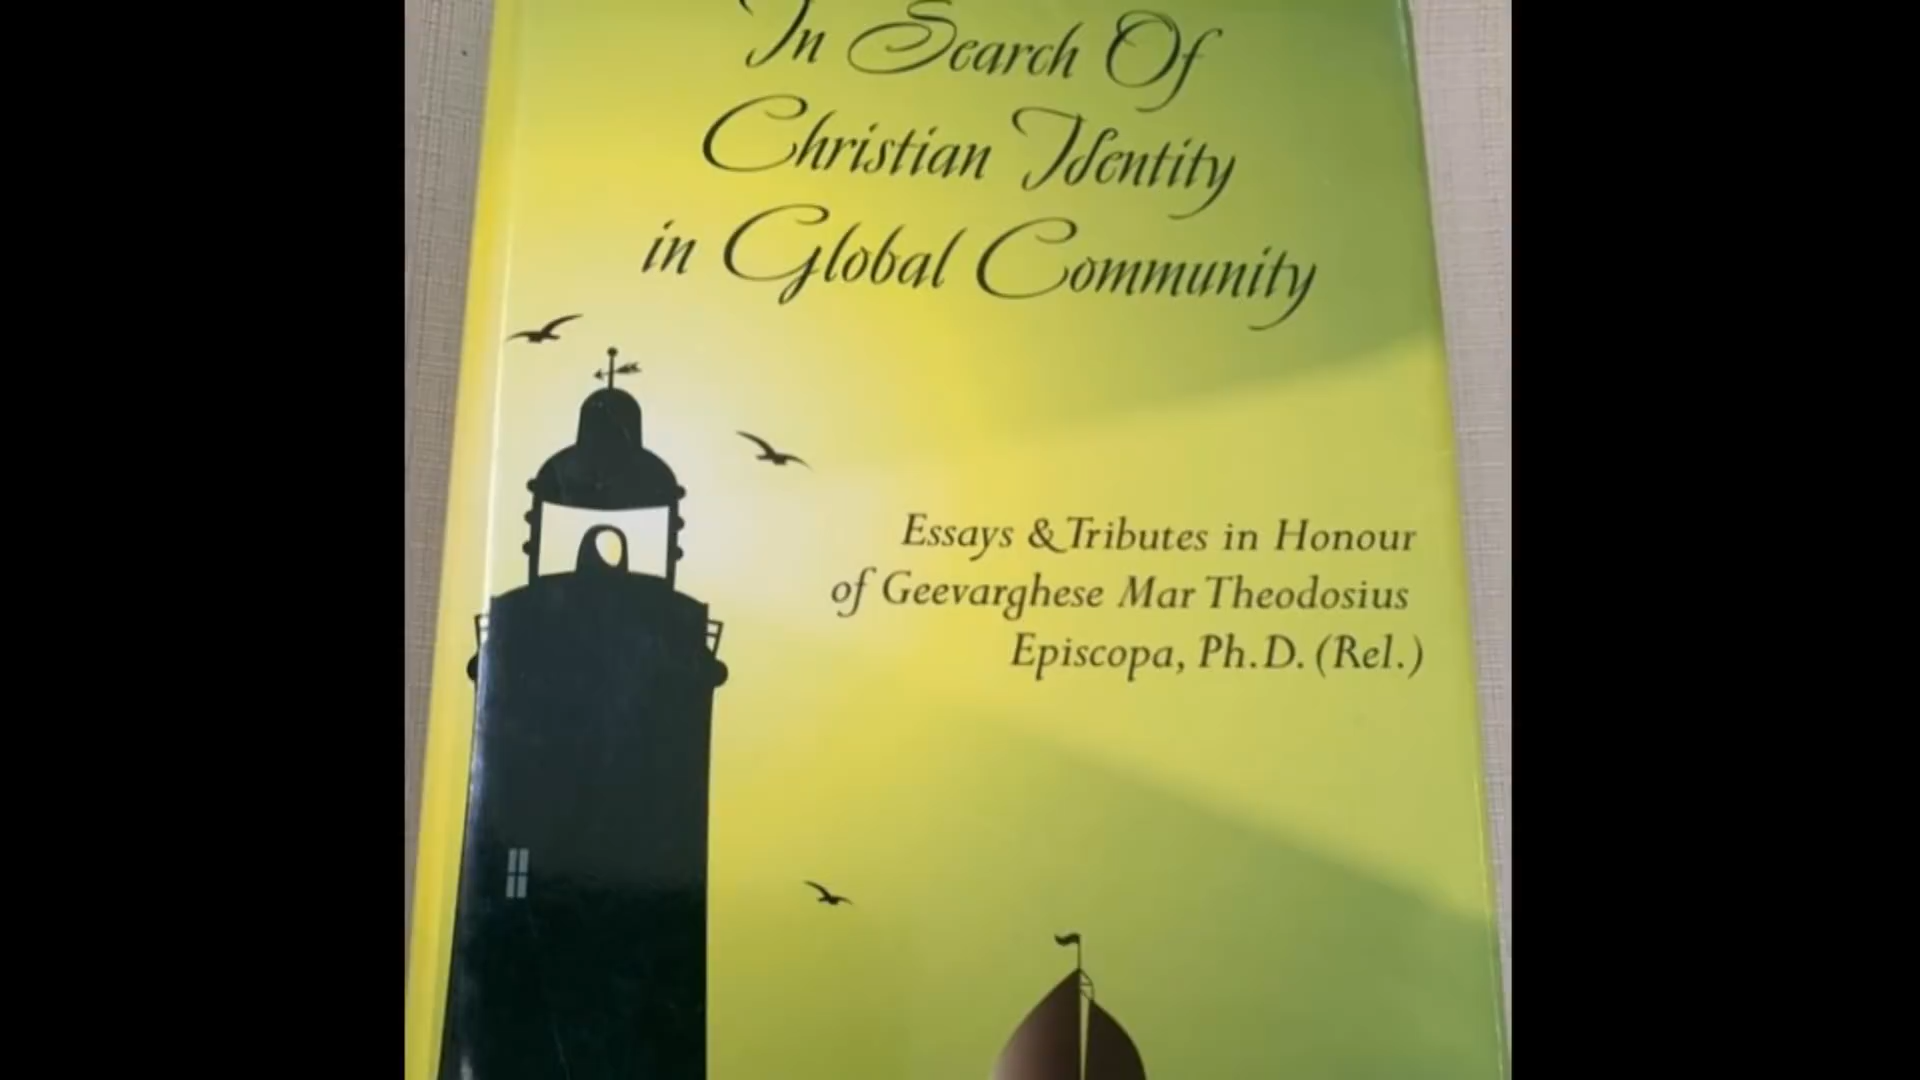 In Search Of
Christian Identity
in Global Community
Essays & Tributes in Honour
of Geevarghese Mar Theodosius
Episcopa, Ph.D. (Rel.)